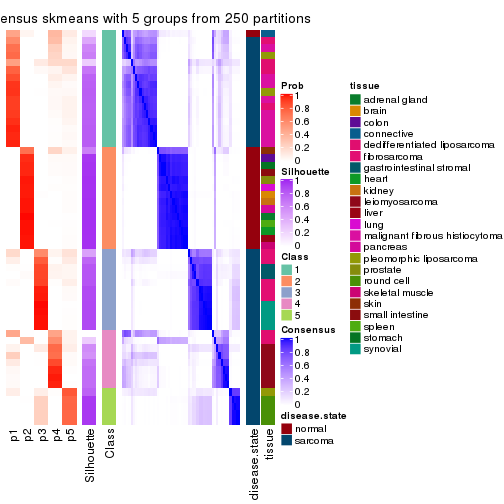 ensus skmeans with 5 groups from 250 partitions
p1
p2
p3
p4
p5
Silhouette
Class
disease.state
tissue
Prob
1
0.8
0.6
0.4
0.2
0
Silhouette
1
0.8
0.6
0.4
0.2
0
Class
1
2
3
4
5
Consensus
1
0.8
0.6
0.4
0.2
0
disease.state
normal
sarcoma
tissue
adrenal gland
brain
colon
connective
dedifferentiated liposarcoma
fibrosarcoma
gastrointestinal stromal
heart
kidney
leiomyosarcoma
liver
lung
malignant fibrous histiocytoma
pancreas
pleomorphic liposarcoma
prostate
round cell
skeletal muscle
skin
small intestine
spleen
stomach
synovial